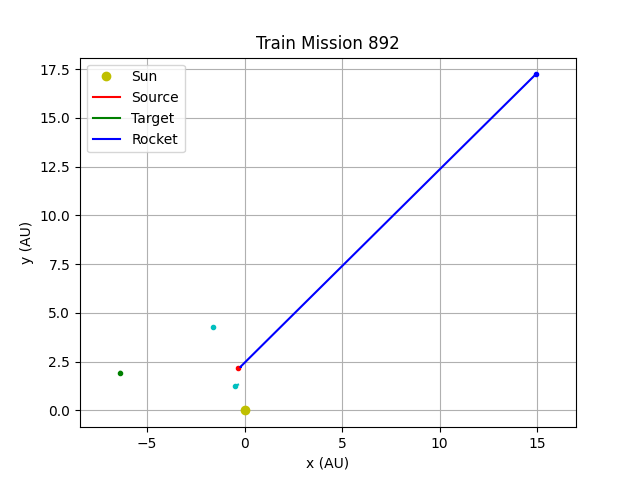 Train Mission 892
Sun
Source
Target
Rocket
17.5
15.0
12.5
10.0
7.5
5.0
2.5
0.0
y (AU)
−5
0
5
10
15
x (AU)